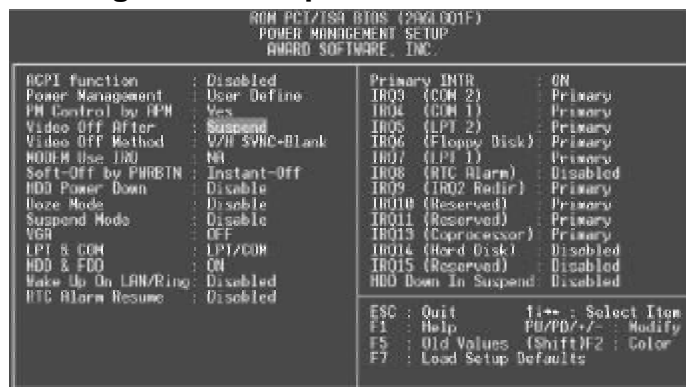 ROM PCI/ISA BIOS (2A6LGQ1F)
POWER MANAGEMENT SETUP
AWARD SOFTWARE, INC.
ACPI function : Disabled
Power Management : User Define
PM Control by APM : Yes
Video Off After : Suspend
Video Off Method : V/H SYNC+Blank
MODEM Use IRQ : NA
Soft-Off by PWRBTN : Instant-Off
HDD Power Down : Disable
Doze Mode : Disable
Suspend Mode : Disable
VGA : OFF
LPT & COM : LPT/COM
HDD & FDD : ON
Wake Up On LAN/Ring: Disabled
RTC Alarm Resume : Disabled
Primary INTR : ON
IRQ3 (COM 2) : Primary
IRQ4 (COM 1) : Primary
IRQ5 (LPT 2) : Primary
IRQ6 (Floppy Disk) : Primary
IRQ7 (LPT 1) : Primary
IRQ8 (RTC Alarm) : Disabled
IRQ9 (IRQ2 Redir) : Primary
IRQ10 (Reserved) : Primary
IRQ11 (Reserved) : Primary
IRQ13 (Coprocessor) : Primary
IRQ14 (Hard Disk) : Disabled
IRQ15 (Reserved) : Disabled
HDD Down In Suspend: Disabled
ESC : Quit ↑↓→← : Select Item
F1 : Help PU/PD/+/- : Modify
F5 : Old Values (Shift)F2 : Color
F7 : Load Setup Defaults